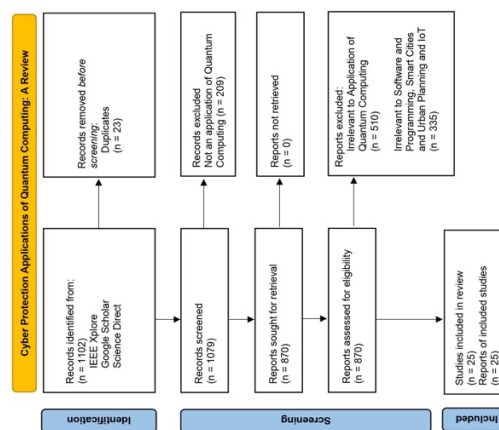 Cyber Protection Applications of Quantum Computing: A Review
Identification
Records identified from:
(n = 1102)
IEEE Xplore
Google Scholar
Science Direct
Records removed before
screening:
Duplicates
(n = 23)
Screening
Records screened
(n = 1079)
Records excluded
Not an application of Quantum
Computing (n = 209)
Reports sought for retrieval
(n = 870)
Reports not retrieved
(n = 0)
Reports assessed for eligibility
(n = 870)
Reports excluded:
Irrelevant to Application of
Quantum Computing
(n = 510)
Irrelevant to Software and
Programming, Smart Cities
and Urban Planning and IoT
(n = 335)
Included
Studies included in review
(n = 25)
Reports of included studies
(n = 25)